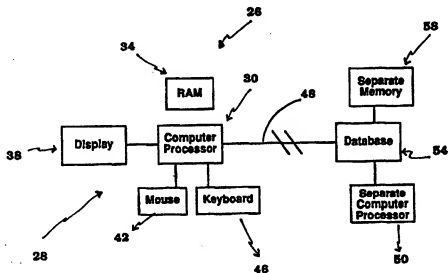 26
58
34
RAM
30
48
Separate
Memory
Display
Computer
Processor
Database
38
54
Mouse
Keyboard
Separate
Computer
Processor
42
28
46
50